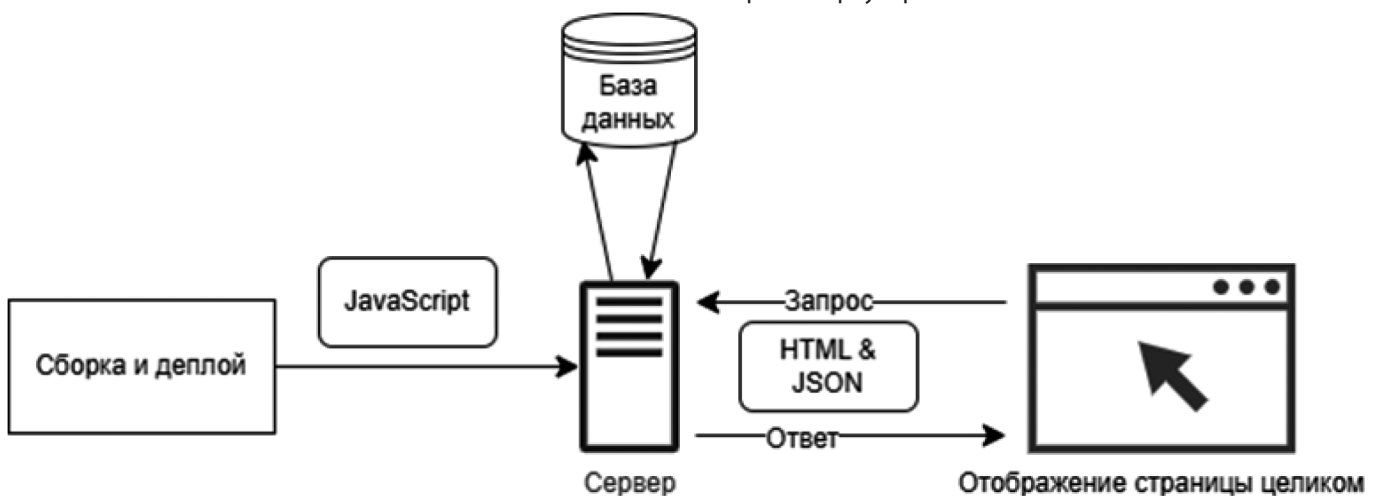 База
данных
JavaScript
Сборка и деплой
Запрос
HTML &
JSON
Ответ
Сервер
Отображение страницы целиком